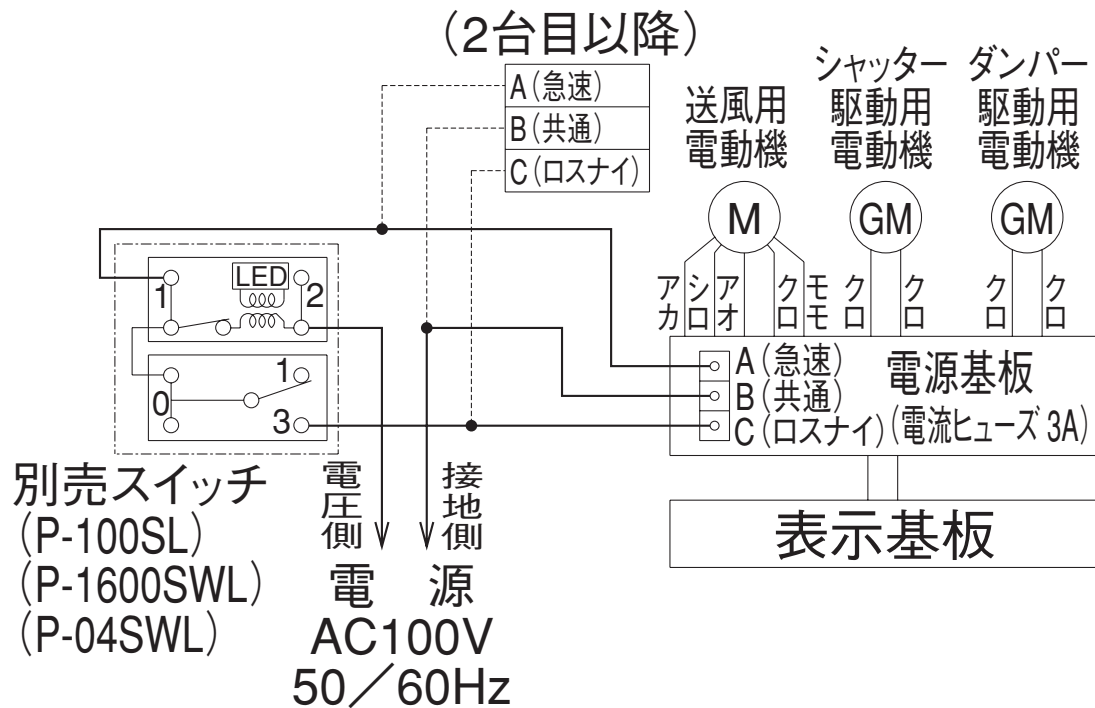 (2台目以降)
A(急速)
B(共通)
C(ロスナイ)
送風用
電動機
シャッター
駆動用
電動機
ダンパー
駆動用
電動機
M
GM
GM
アカ
シロ
アオ
クロ
モモ
クロ
クロ
クロ
クロ
LED
1
2
0
1
3
A(急速)
B(共通)
C(ロスナイ)
電源基板
(電流ヒューズ 3A)
表示基板
別売スイッチ
(P-100SL)
(P-1600SWL)
(P-04SWL)
電圧側
接地側
電 源
AC100V
50/60Hz